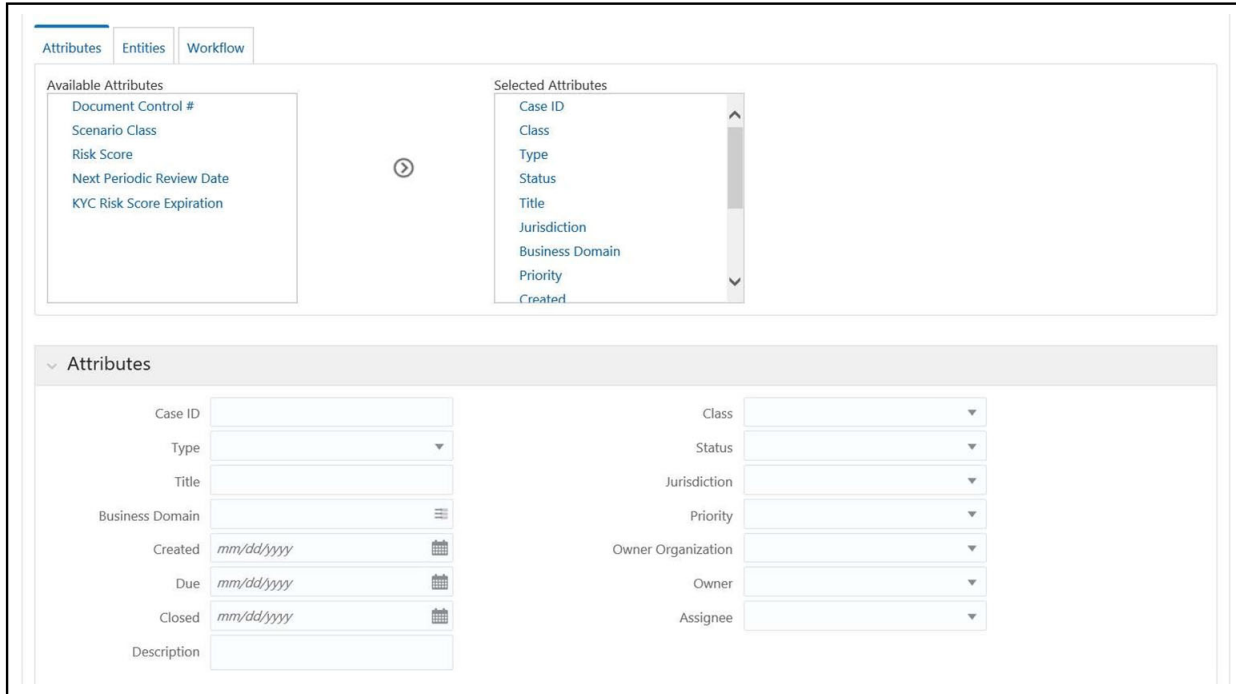 Attributes Entities Workflow
Available Attributes
Document Control #
Scenario Class
Risk Score
Next Periodic Review Date
KYC Risk Score Expiration
Selected Attributes
Case ID
Class
Type
Status
Title
Jurisdiction
Business Domain
Priority
Created
Attributes
Case ID Class
Type Status
Title Jurisdiction
Business Domain Priority
Created mm/dd/yyyy Owner Organization
Due mm/dd/yyyy Owner
Closed mm/dd/yyyy Assignee
Description